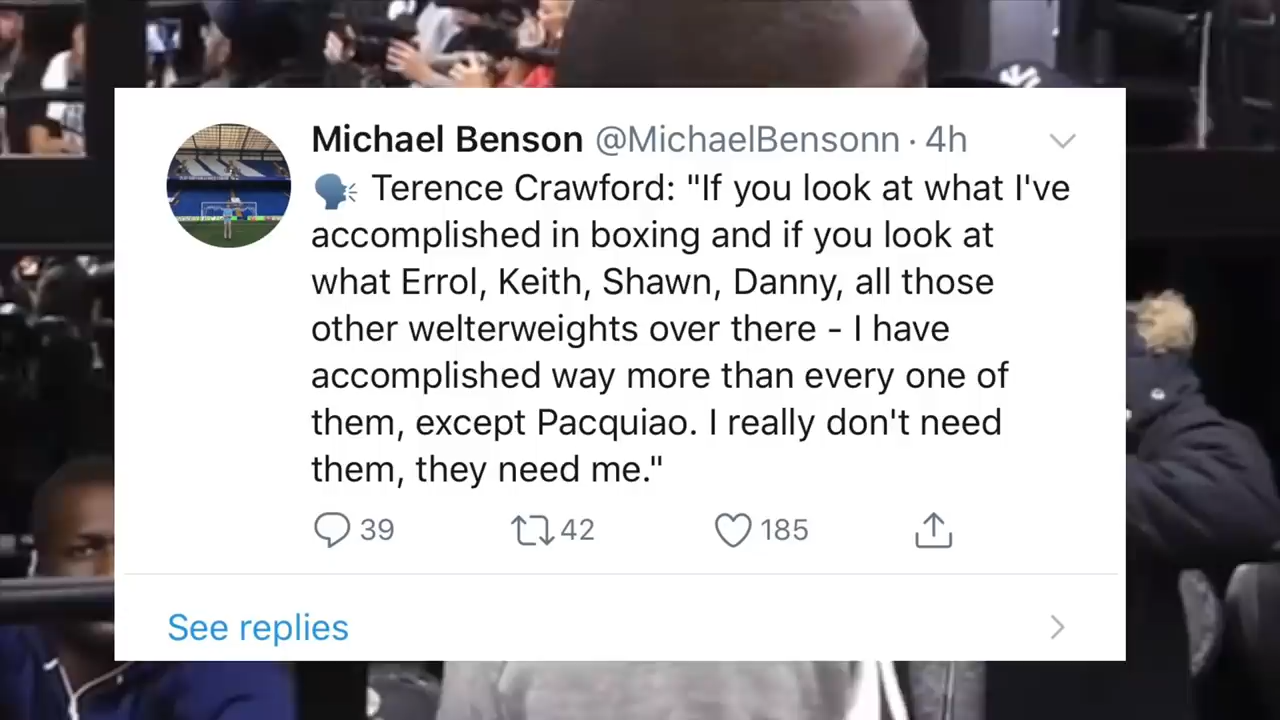 Michael Benson @MichaelBensonn · 4h
🗣 Terence Crawford: "If you look at what I've
accomplished in boxing and if you look at
what Errol, Keith, Shawn, Danny, all those
other welterweights over there - I have
accomplished way more than every one of
them, except Pacquiao. I really don't need
them, they need me."
39 42 185
See replies